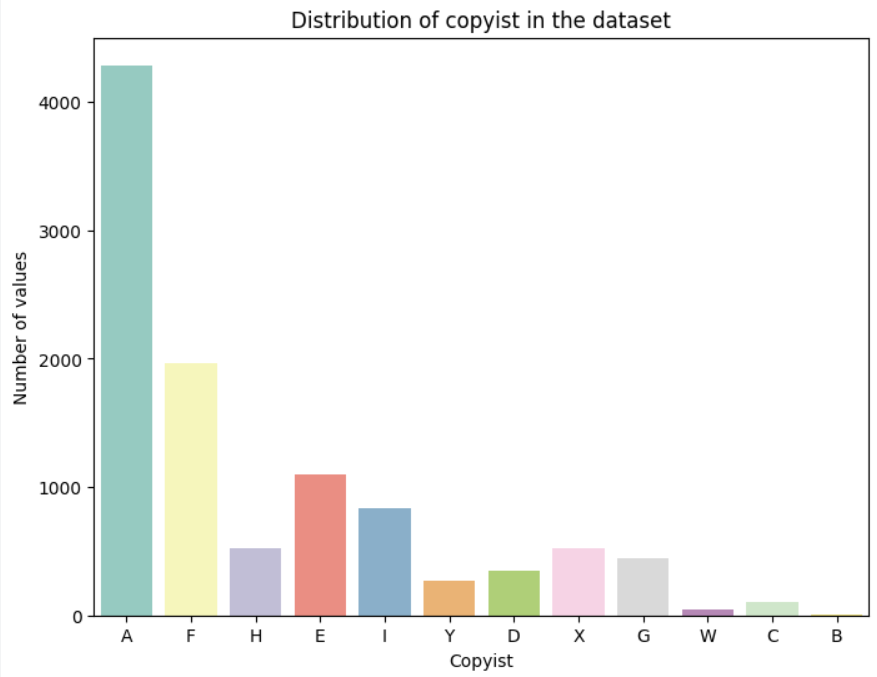 Distribution of copyist in the dataset
4000
3000
2000
1000
0
Number of values
A F H E I Y D X G W C B
Copyist